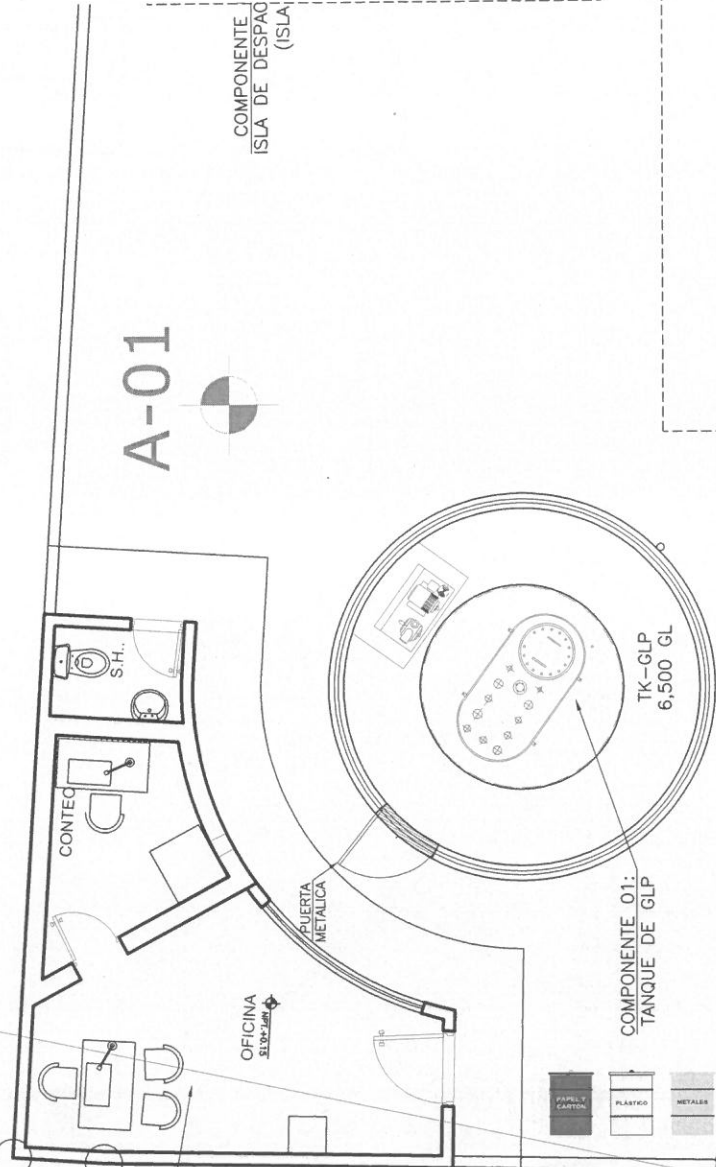 COMPONENTE
ISLA DE DESPAC
(ISLA
A-01
S.H..
CONTEO
PUERTA
METALICA
OFICINA
NPT.+0.15
TK-GLP
6,500 GL
COMPONENTE 01:
TANQUE DE GLP
PAPEL Y
CARTON
PLASTICO
METALES